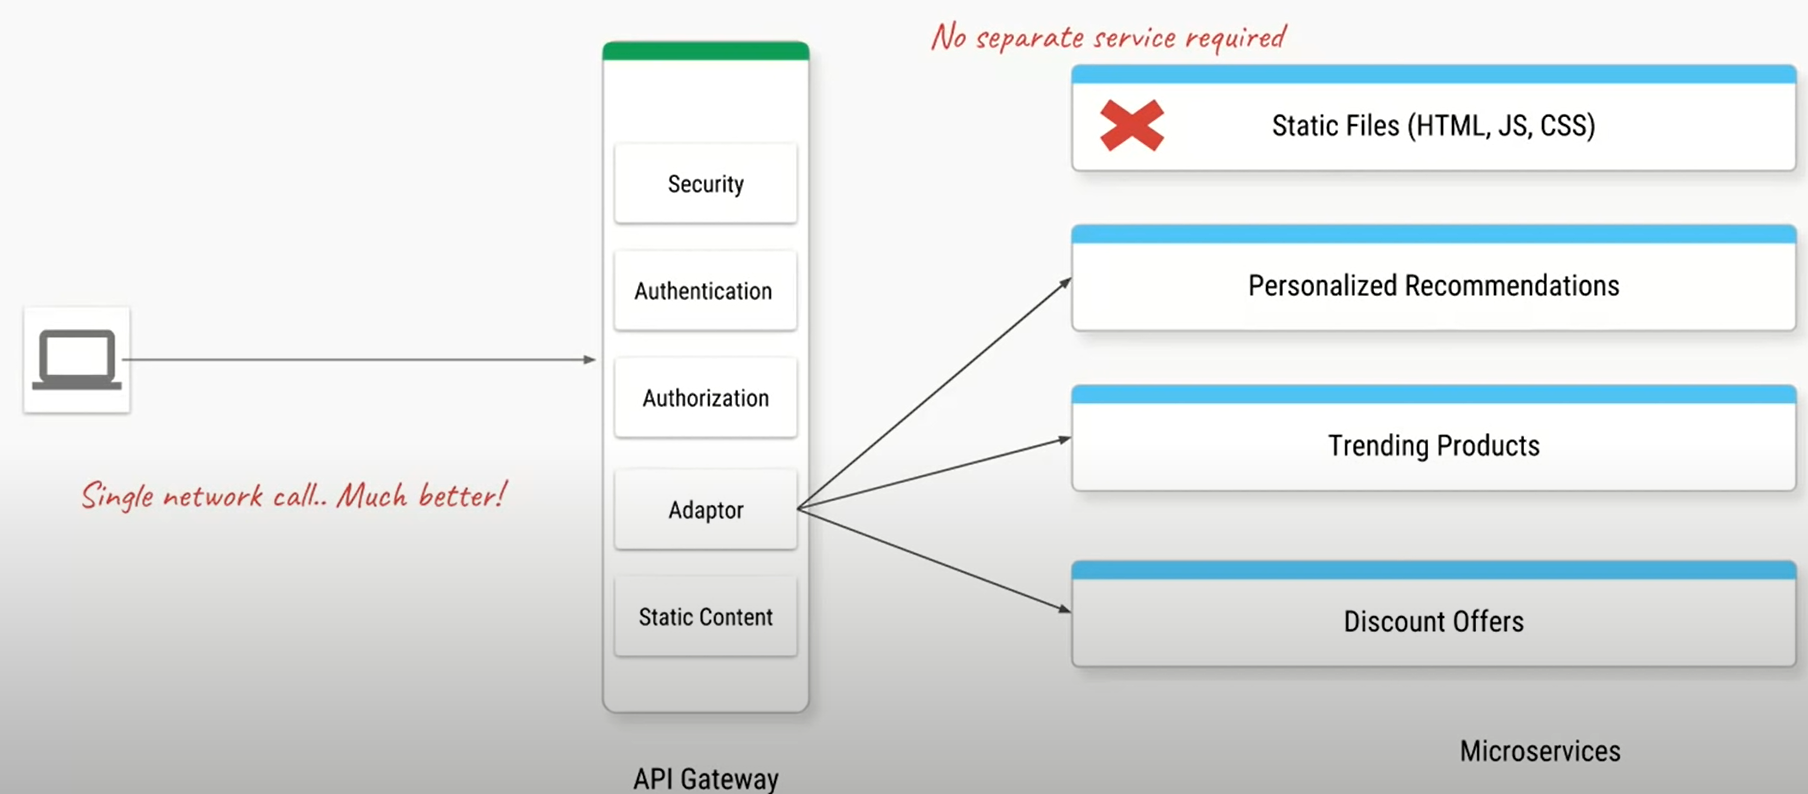 No separate service required
Static Files (HTML, JS, CSS)
Security
Personalized Recommendations
Authentication
Authorization
Trending Products
Single network call.. Much better!
Adaptor
Static Content
Discount Offers
Microservices
API Gateway